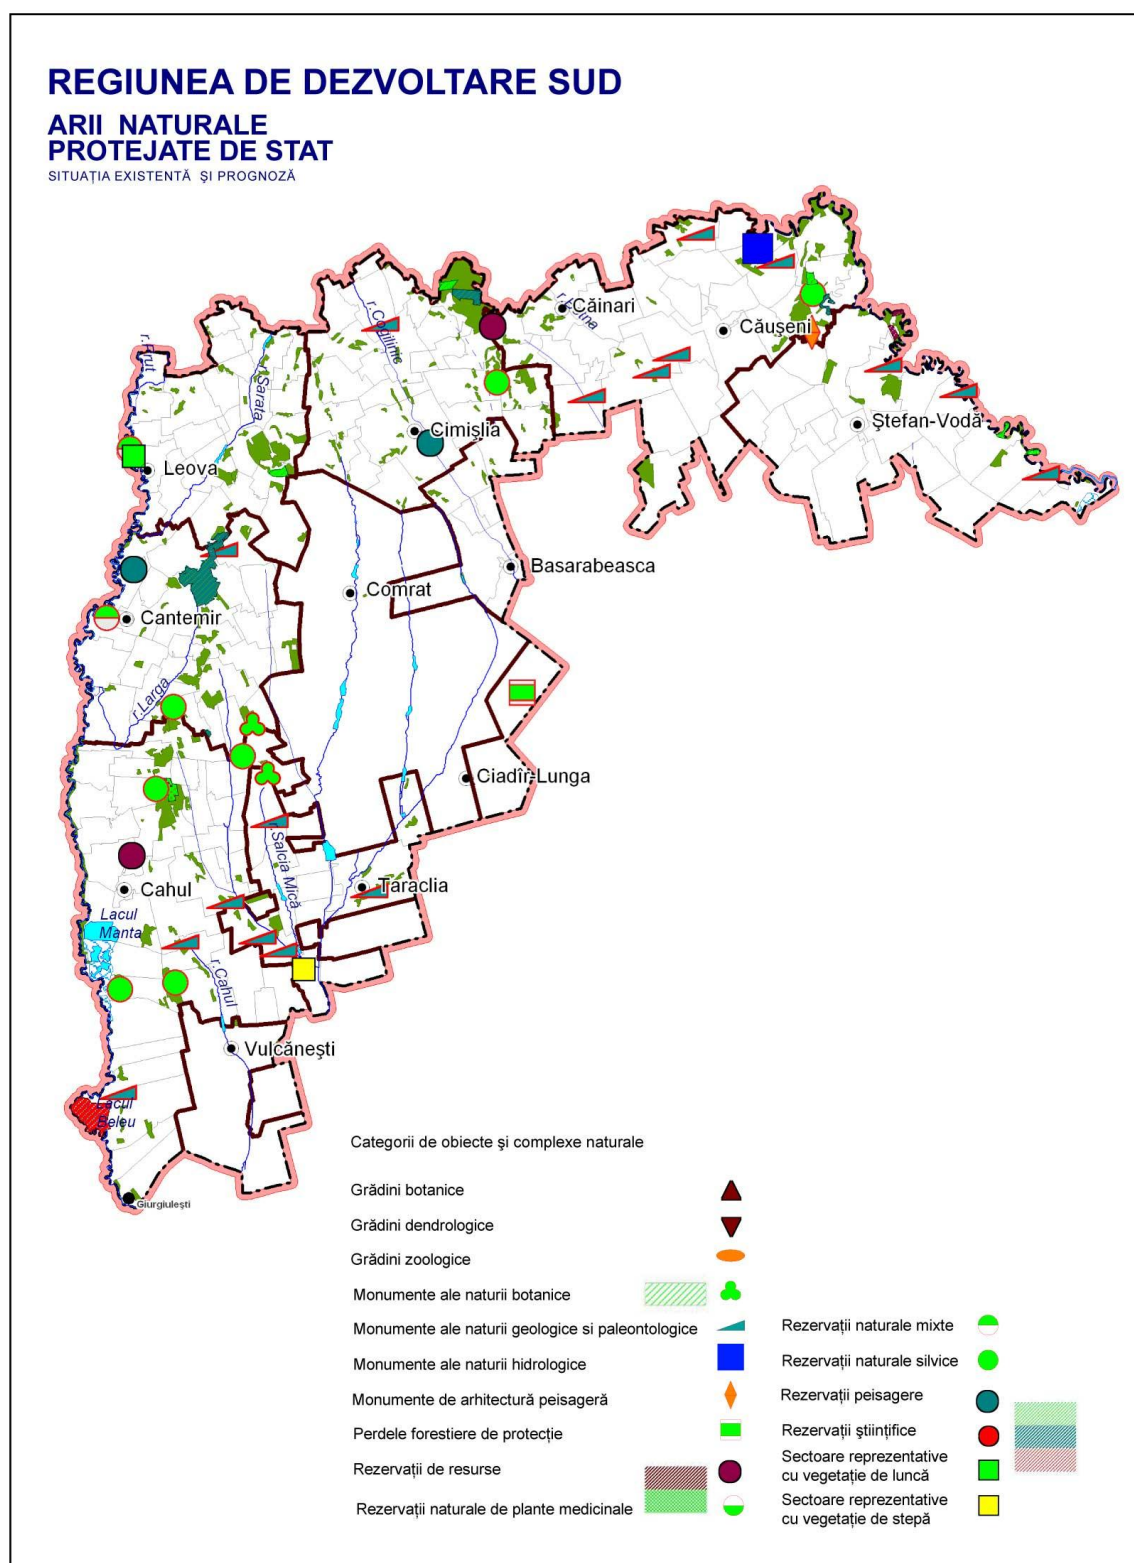 REGIUNEA DE DEZVOLTARE SUD
ARII NATURALE
PROTEJATE DE STAT
SITUAȚIA EXISTENTĂ ȘI PROGNOZĂ
Căinari
r. Cogîlnic
Căușeni
r. Prut
r. Sarata
Cimișlia
Ștefan-Vodă
Leova
Basarabeasca
Comrat
Cantemir
r. Larga
Ciadîr-Lunga
r. Salcia Mică
Taraclia
Cahul
Lacul
Manta
r. Cahul
Vulcănești
Lacul
Beleu
Giurgiulești
Categorii de obiecte și complexe naturale
Grădini botanice
Grădini dendrologice
Grădini zoologice
Monumente ale naturii botanice
Monumente ale naturii geologice si paleontologice
Monumente ale naturii hidrologice
Monumente de arhitectură peisageră
Perdele forestiere de protecție
Rezervații de resurse
Rezervații naturale de plante medicinale
Rezervații naturale mixte
Rezervații naturale silvice
Rezervații peisagere
Rezervații științifice
Sectoare reprezentative
cu vegetație de luncă
Sectoare reprezentative
cu vegetație de stepă